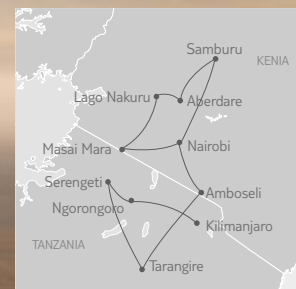 Samburu
KENIA
Lago Nakuru
Aberdare
Masai Mara
Nairobi
Serengeti
Amboseli
Ngorongoro
Kilimanjaro
TANZANIA
Tarangire